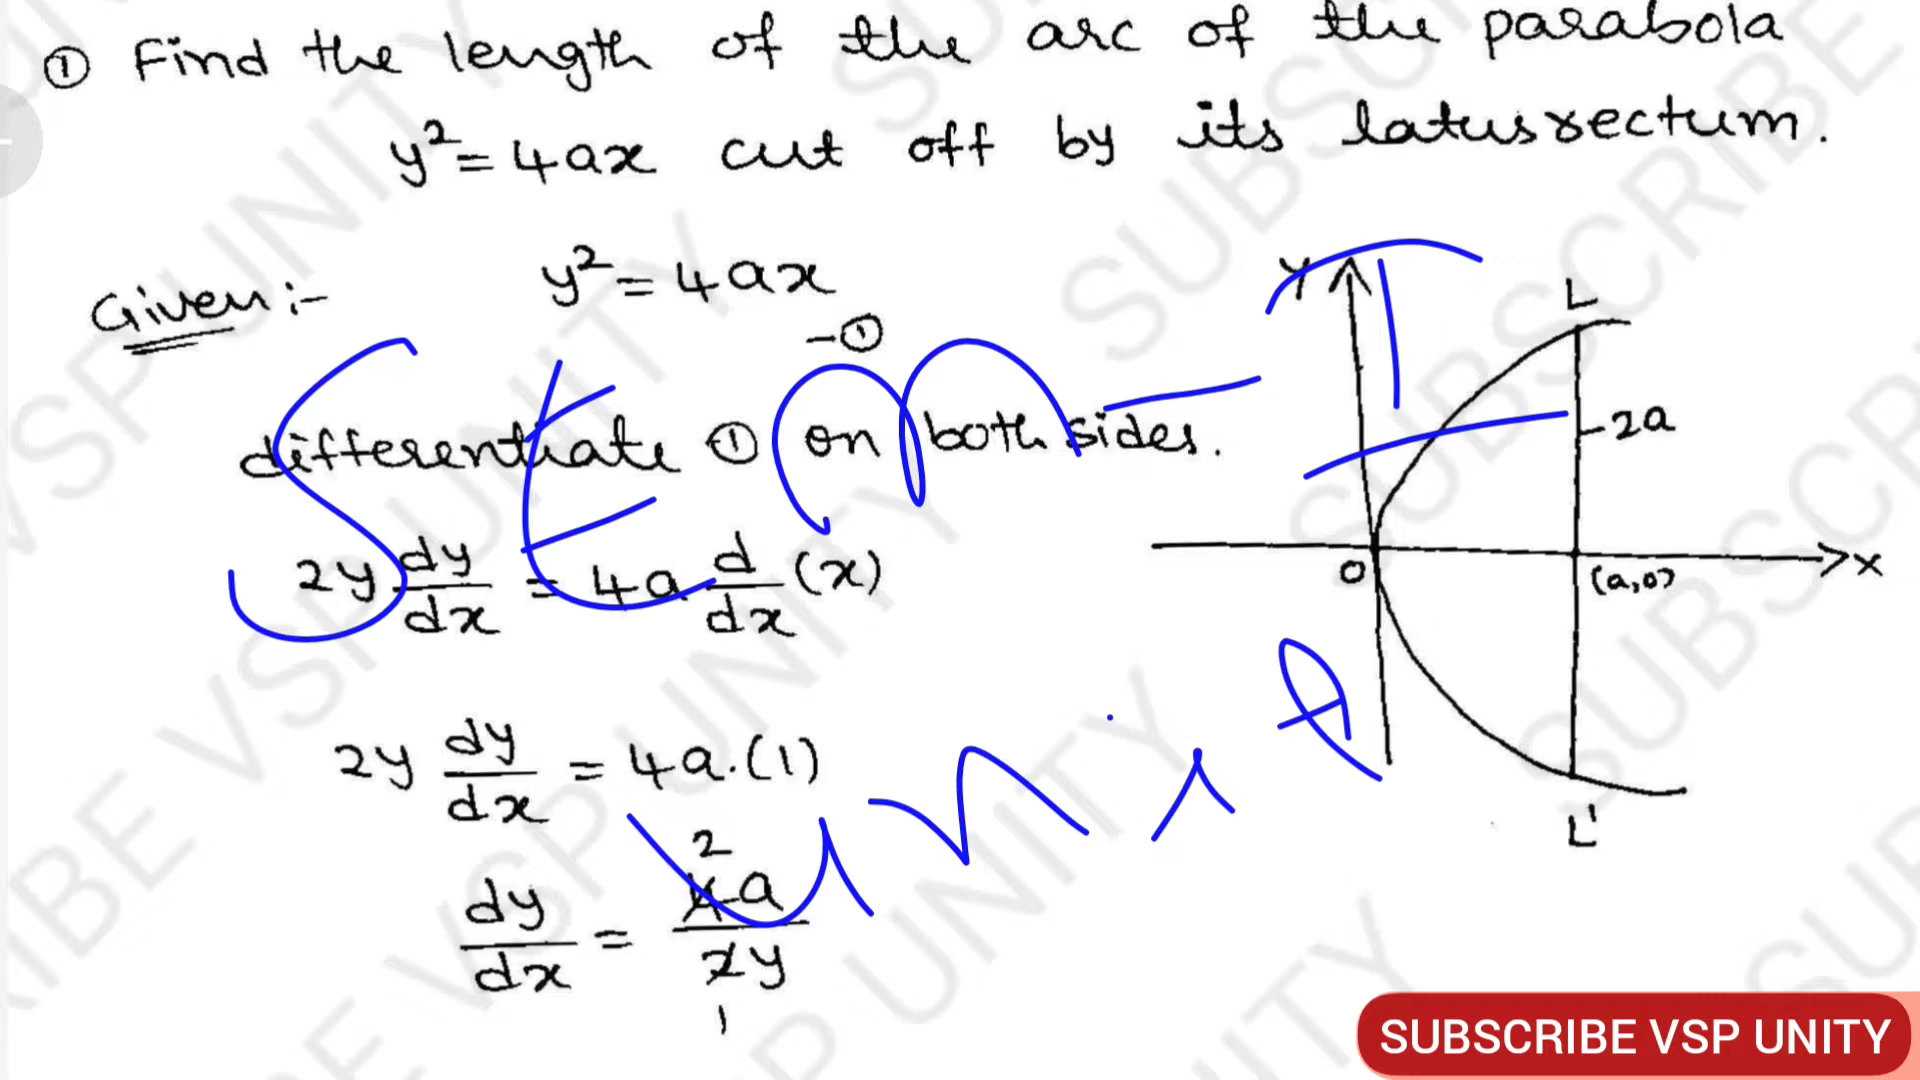 ① Find the length of the arc of the parabola
y² = 4ax cut off by its latusrectum.
Given :- y² = 4ax
-①
differentiate ① on both sides.
2y dy/dx = 4a d/dx (x)
2y dy/dx = 4a.(1)
dy/dx = 4a/2y
2
1
Y
L
2a
O
(a,0)
X
L'
SUBSCRIBE VSP UNITY